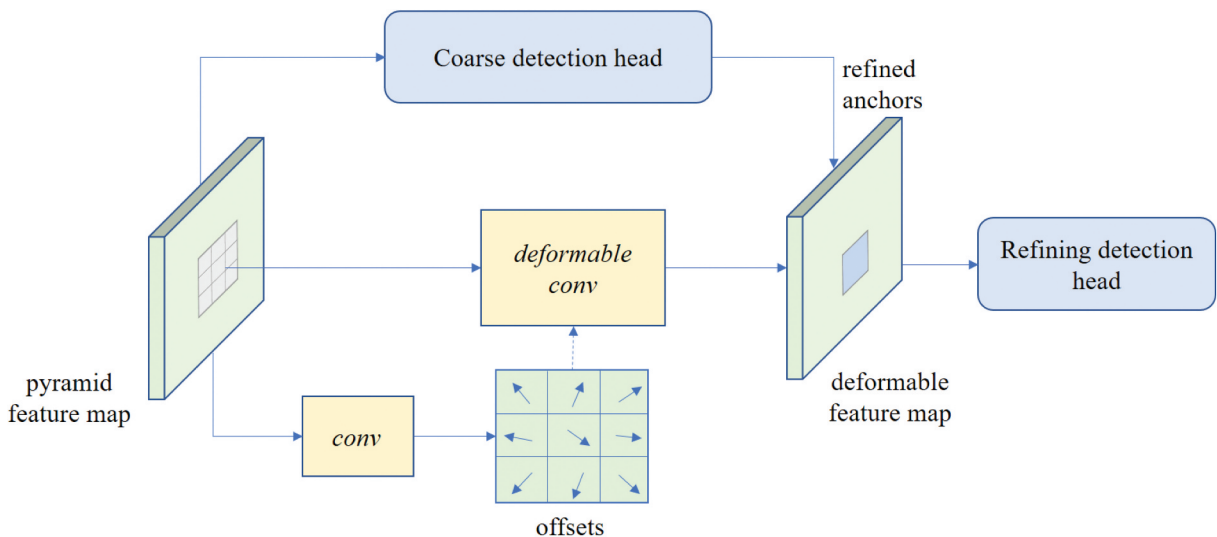 Coarse detection head
refined
anchors
deformable
conv
Refining detection
head
pyramid
feature map
conv
offsets
deformable
feature map